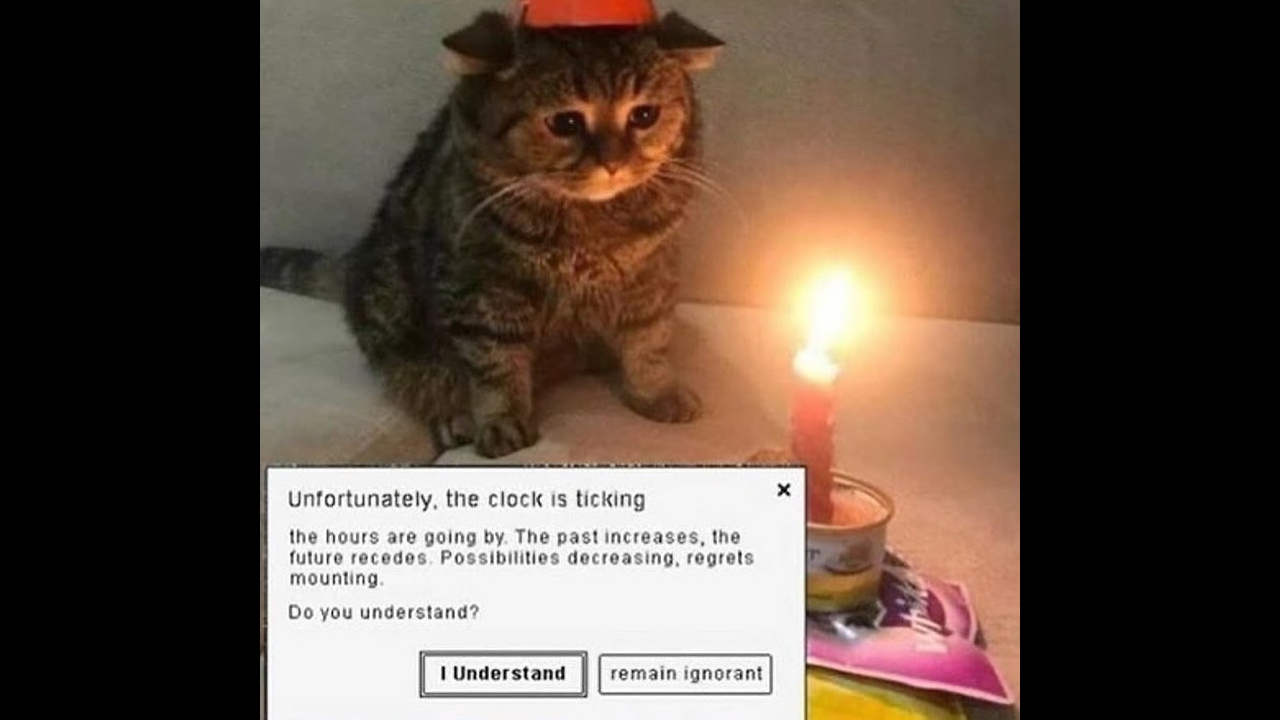 Unfortunately, the clock is ticking
the hours are going by. The past increases, the
future recedes. Possibilities decreasing, regrets
mounting.
Do you understand?
I Understand
remain ignorant